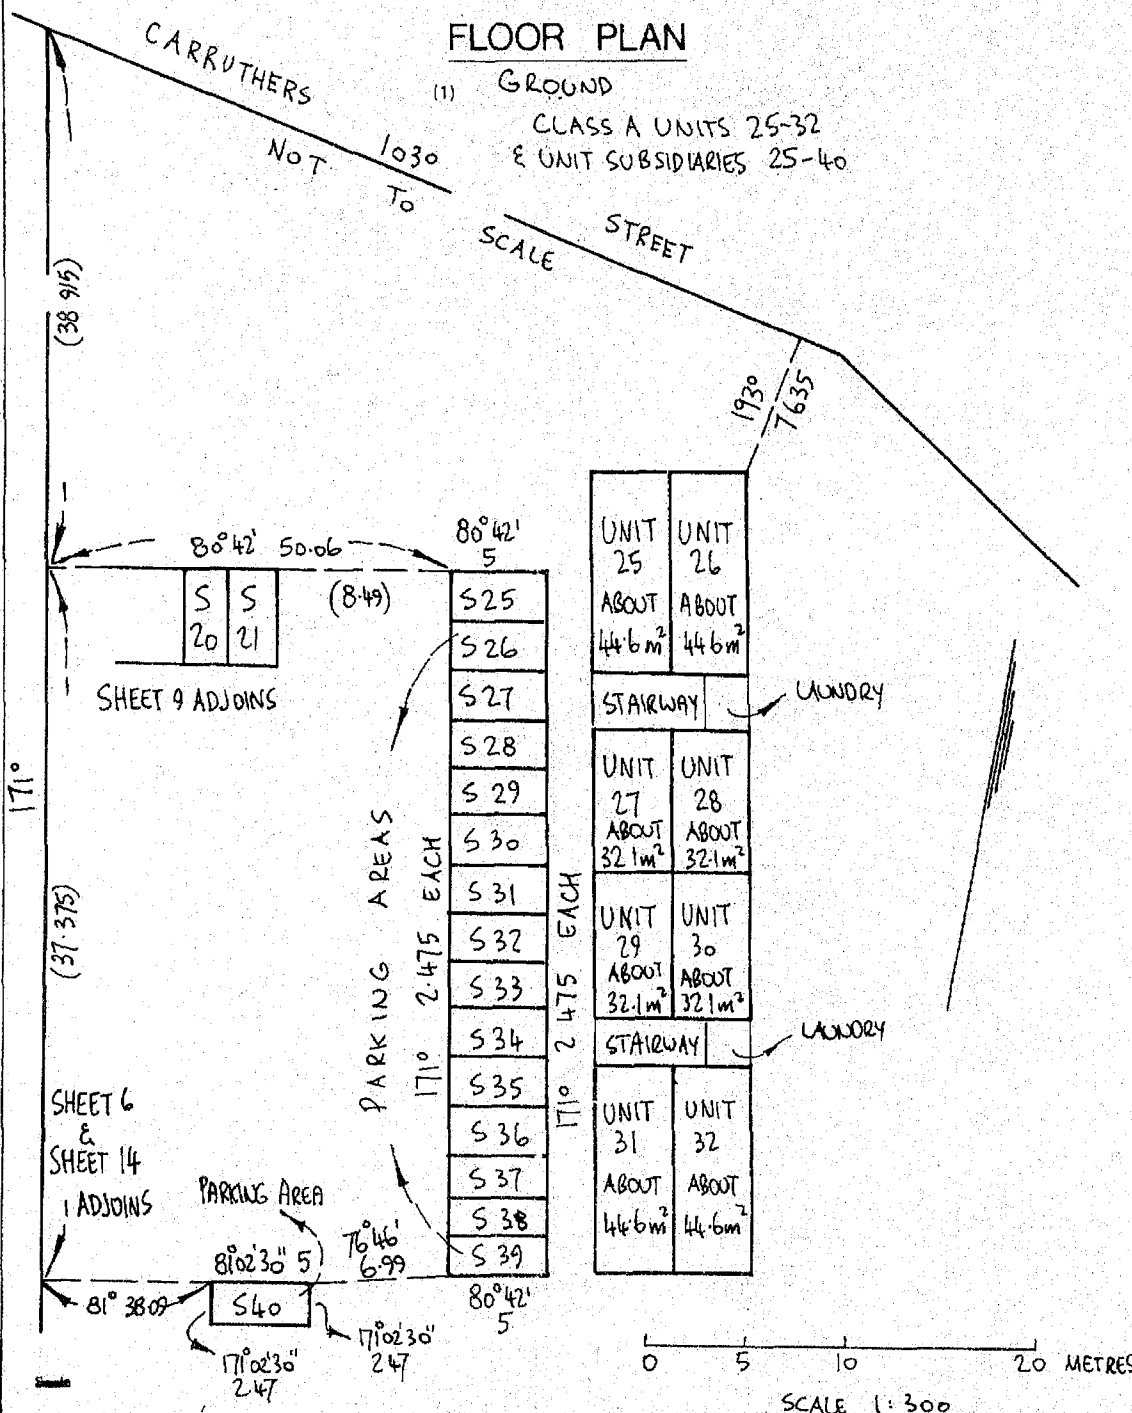 FLOOR PLAN
(1) GROUND
CLASS A UNITS 25-32
& UNIT SUBSIDIARIES 25-40
CARRUTHERS
STREET
NOT TO SCALE
1030
(38 915)
1930
7635
80°42' 50.06
(8.49)
80°42'
5
S 20
S 21
SHEET 9 ADJOINS
S25
S26
S27
S28
S29
S30
S31
S32
S33
S34
S35
S36
S37
S38
S39
PARKING AREAS
171° 2.475 EACH
171° 2 475 EACH
UNIT 25
ABOUT
44.6m²
UNIT 26
ABOUT
44 6m²
STAIRWAY
LAUNDRY
UNIT 27
ABOUT
32 1m²
UNIT 28
ABOUT
32.1m²
UNIT 29
ABOUT
32.1m²
UNIT 30
ABOUT
32 1m²
STAIRWAY
LAUNDRY
UNIT 31
ABOUT
44.6m²
UNIT 32
ABOUT
44.6m²
171°
(37.375)
SHEET 6
&
SHEET 14
ADJOINS
PARKING AREA
81°02'30" 5
76°46'
6.99
80°42'
5
81° 38 09
S40
171°02'30"
2 47
171°02'30"
2 47
0 5 10 20 METRES
SCALE 1:300